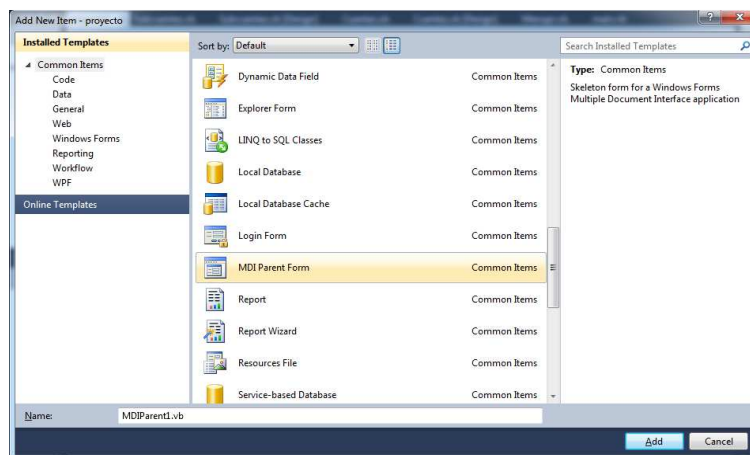 Add New Item - proyecto
Installed Templates
Common Items
Code
Data
General
Web
Windows Forms
Reporting
Workflow
WPF
Online Templates
Sort by: Default
Dynamic Data Field Common Items
Explorer Form Common Items
LINQ to SQL Classes Common Items
Local Database Common Items
Local Database Cache Common Items
Login Form Common Items
MDI Parent Form Common Items
Report Common Items
Report Wizard Common Items
Resources File Common Items
Service-based Database Common Items
Search Installed Templates
Type: Common Items
Skeleton form for a Windows Forms
Multiple Document Interface application
Name: MDIParent1.vb
Add Cancel